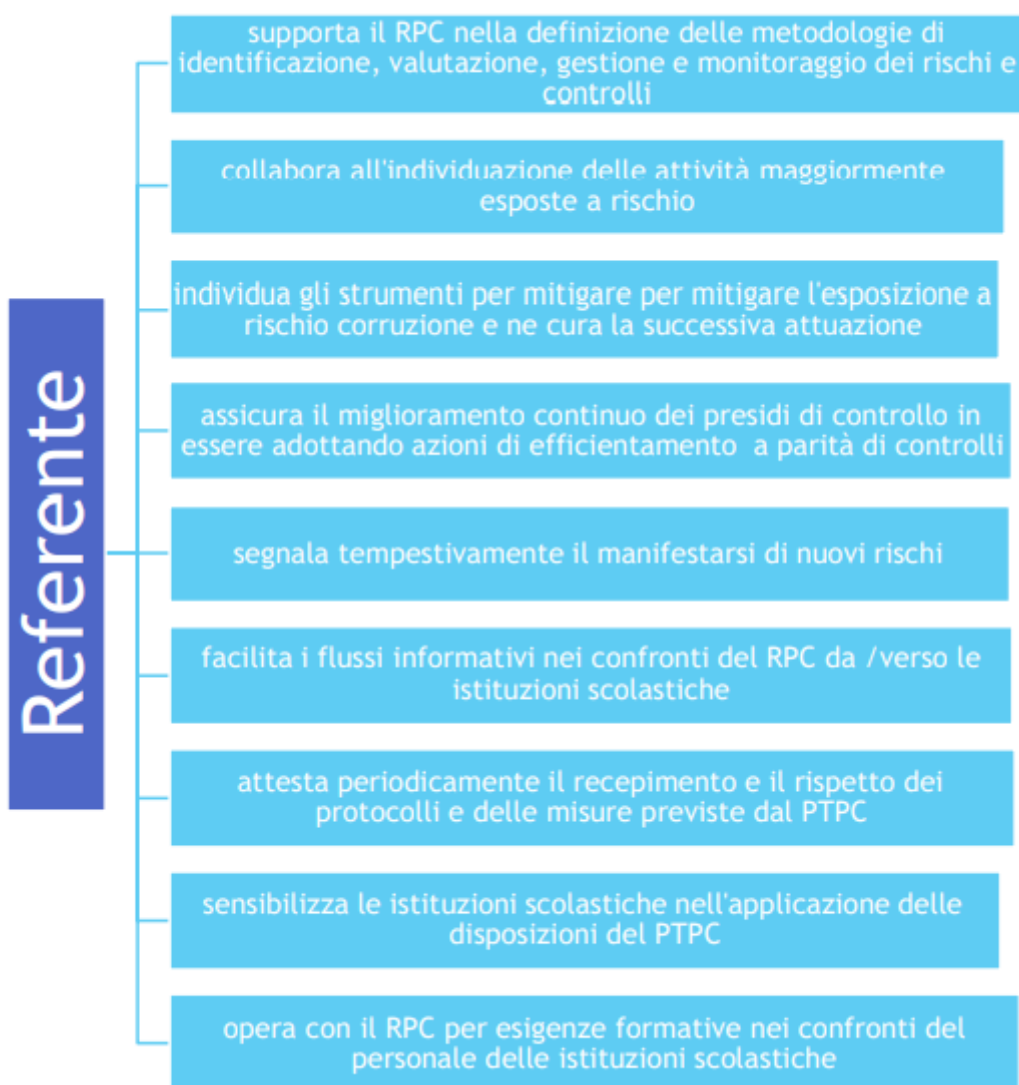 Referente
supporta il RPC nella definizione delle metodologie di
identificazione, valutazione, gestione e monitoraggio dei rischi e
controlli
collabora all'individuazione delle attività maggiormente
esposte a rischio
individua gli strumenti per mitigare per mitigare l'esposizione a
rischio corruzione e ne cura la successiva attuazione
assicura il miglioramento continuo dei presidi di controllo in
essere adottando azioni di efficientamento a parità di controlli
segnala tempestivamente il manifestarsi di nuovi rischi
facilita i flussi informativi nei confronti del RPC da /verso le
istituzioni scolastiche
attesta periodicamente il recepimento e il rispetto dei
protocolli e delle misure previste dal PTPC
sensibilizza le istituzioni scolastiche nell'applicazione delle
disposizioni del PTPC
opera con il RPC per esigenze formative nei confronti del
personale delle istituzioni scolastiche